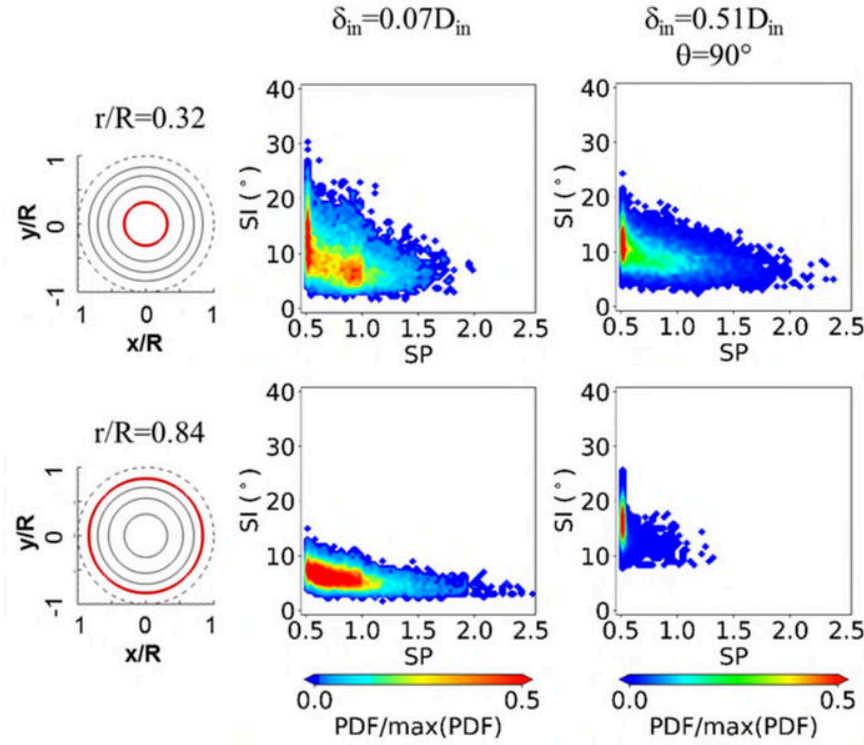 δin=0.07Din
δin=0.51Din
θ=90°
r/R=0.32
1
0
-1
y/R
1 0 1
x/R
40
30
20
10
0
SI (°)
0.5 1.0 1.5 2.0 2.5
SP
40
30
20
10
0
SI (°)
0.5 1.0 1.5 2.0 2.5
SP
r/R=0.84
1
0
-1
y/R
1 0 1
x/R
40
30
20
10
0
SI (°)
0.5 1.0 1.5 2.0 2.5
SP
40
30
20
10
0
SI (°)
0.5 1.0 1.5 2.0 2.5
SP
0.0 0.5
PDF/max(PDF)
0.0 0.5
PDF/max(PDF)